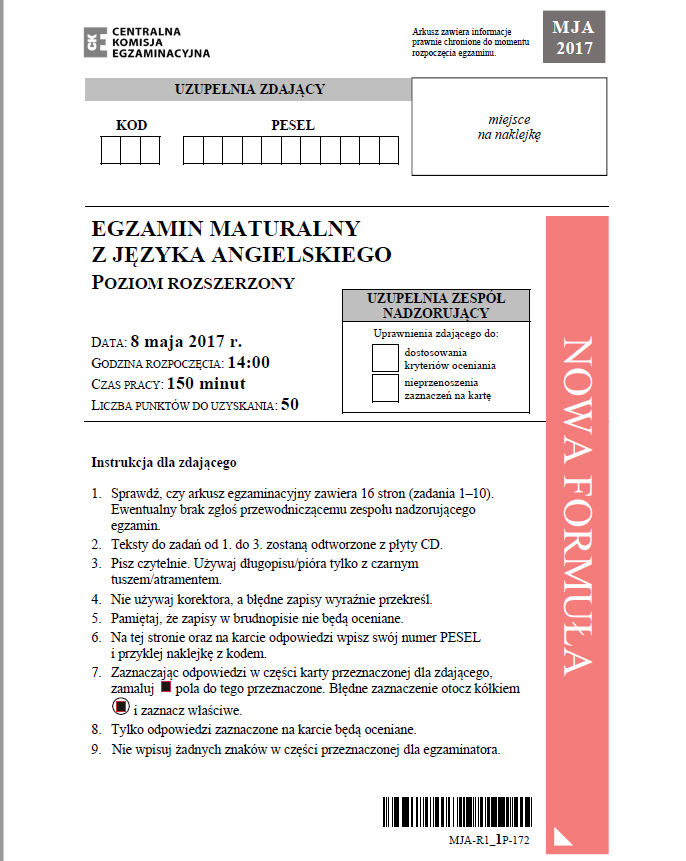 CKE
CENTRALNA
KOMISJA
EGZAMINACYJNA
Arkusz zawiera informacje
prawnie chronione do momentu
rozpoczęcia egzaminu.
MJA
2017
UZUPEŁNIA ZDAJĄCY
KOD
PESEL
miejsce
na naklejkę
EGZAMIN MATURALNY
Z JĘZYKA ANGIELSKIEGO
POZIOM ROZSZERZONY
UZUPEŁNIA ZESPÓŁ
NADZORUJĄCY
Uprawnienia zdającego do:
dostosowania
kryteriów oceniania
nieprzenoszenia
zaznaczeń na kartę
DATA: 8 maja 2017 r.
GODZINA ROZPOCZĘCIA: 14:00
CZAS PRACY: 150 minut
LICZBA PUNKTÓW DO UZYSKANIA: 50
NOWA FORMUŁA
Instrukcja dla zdającego
1. Sprawdź, czy arkusz egzaminacyjny zawiera 16 stron (zadania 1–10).
Ewentualny brak zgłoś przewodniczącemu zespołu nadzorującego
egzamin.
2. Teksty do zadań od 1. do 3. zostaną odtworzone z płyty CD.
3. Pisz czytelnie. Używaj długopisu/pióra tylko z czarnym
tuszem/atramentem.
4. Nie używaj korektora, a błędne zapisy wyraźnie przekreśl.
5. Pamiętaj, że zapisy w brudnopisie nie będą oceniane.
6. Na tej stronie oraz na karcie odpowiedzi wpisz swój numer PESEL
i przyklej naklejkę z kodem.
7. Zaznaczając odpowiedzi w części karty przeznaczonej dla zdającego,
zamaluj pola do tego przeznaczone. Błędne zaznaczenie otocz kółkiem
i zaznacz właściwe.
8. Tylko odpowiedzi zaznaczone na karcie będą oceniane.
9. Nie wpisuj żadnych znaków w części przeznaczonej dla egzaminatora.
MJA-R1_1P-172